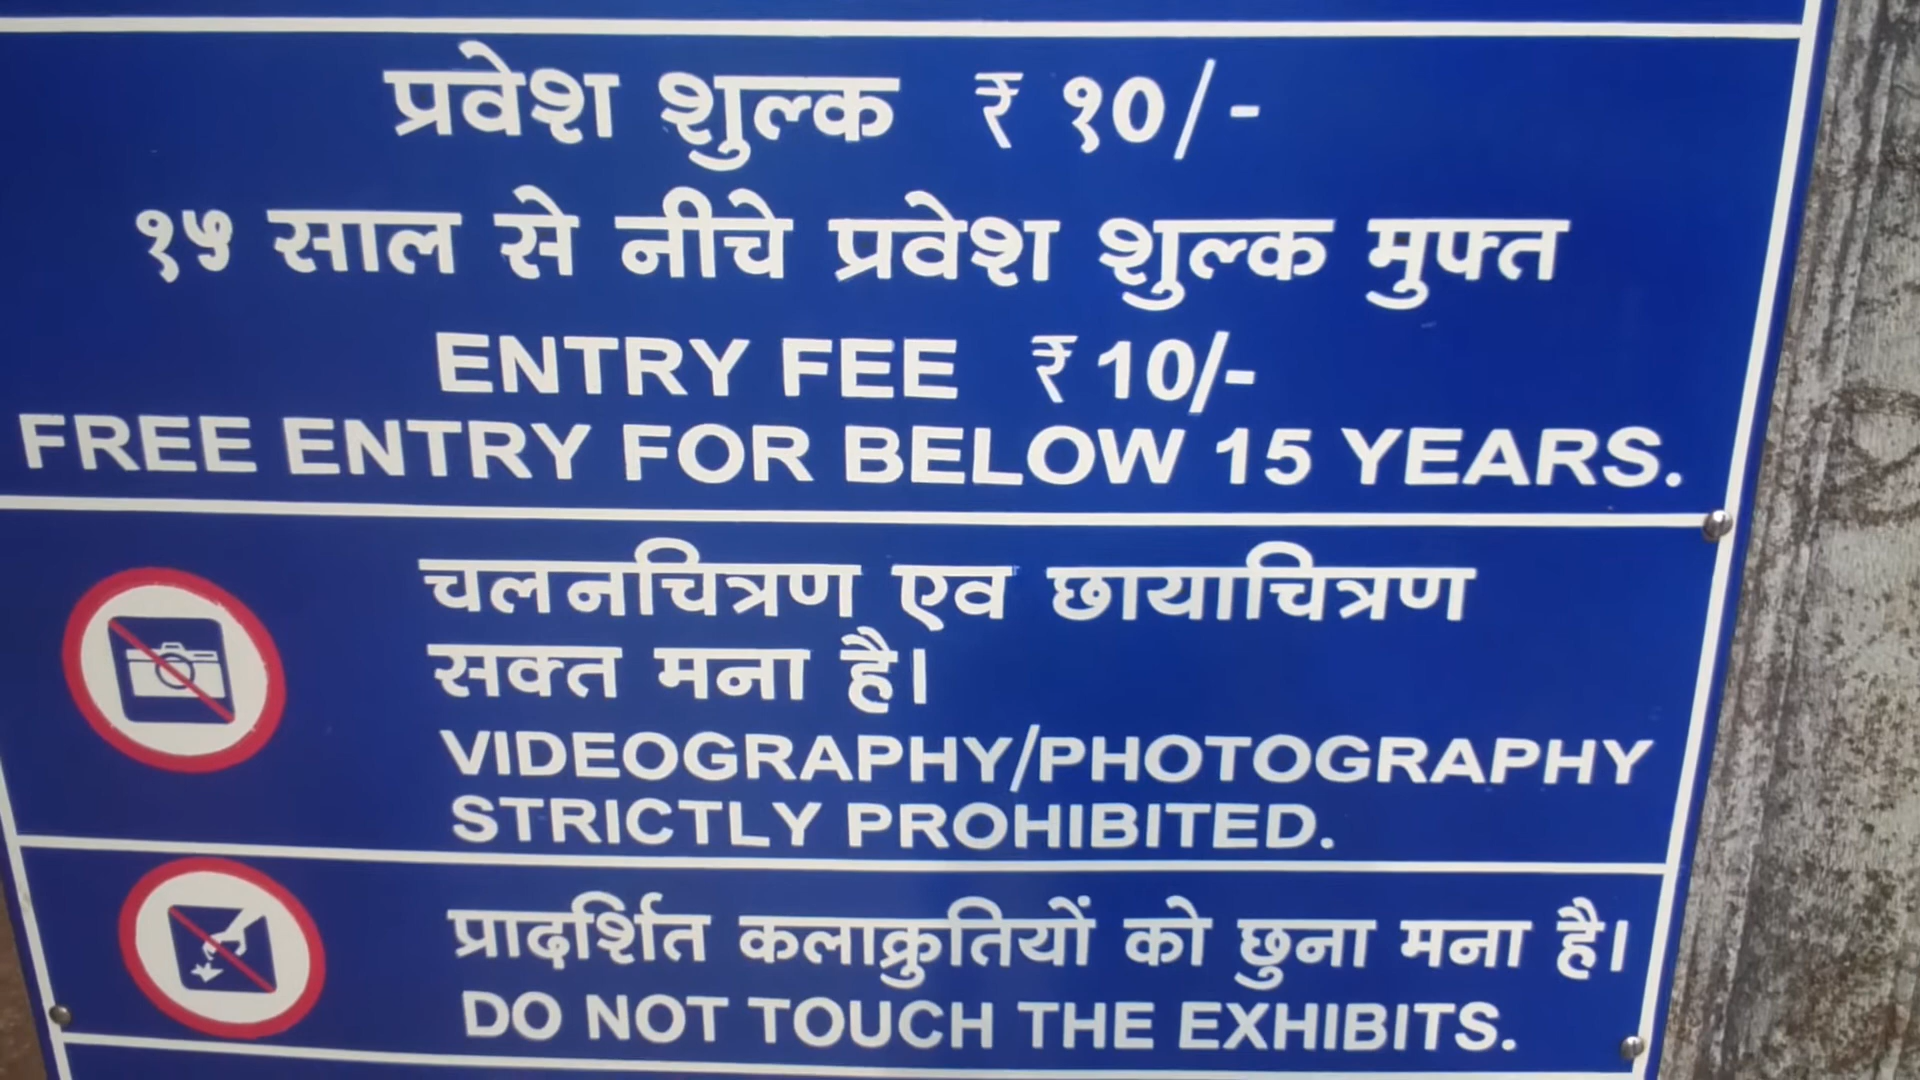 प्रवेश शुल्क ₹ १०/-
१५ साल से नीचे प्रवेश शुल्क मुफ्त
ENTRY FEE ₹ 10/-
FREE ENTRY FOR BELOW 15 YEARS.
चलनचित्रण एव छायाचित्रण
सक्त मना है।
VIDEOGRAPHY/PHOTOGRAPHY
STRICTLY PROHIBITED.
प्रादर्शित कलाक्रुतियों को छुना मना है।
DO NOT TOUCH THE EXHIBITS.